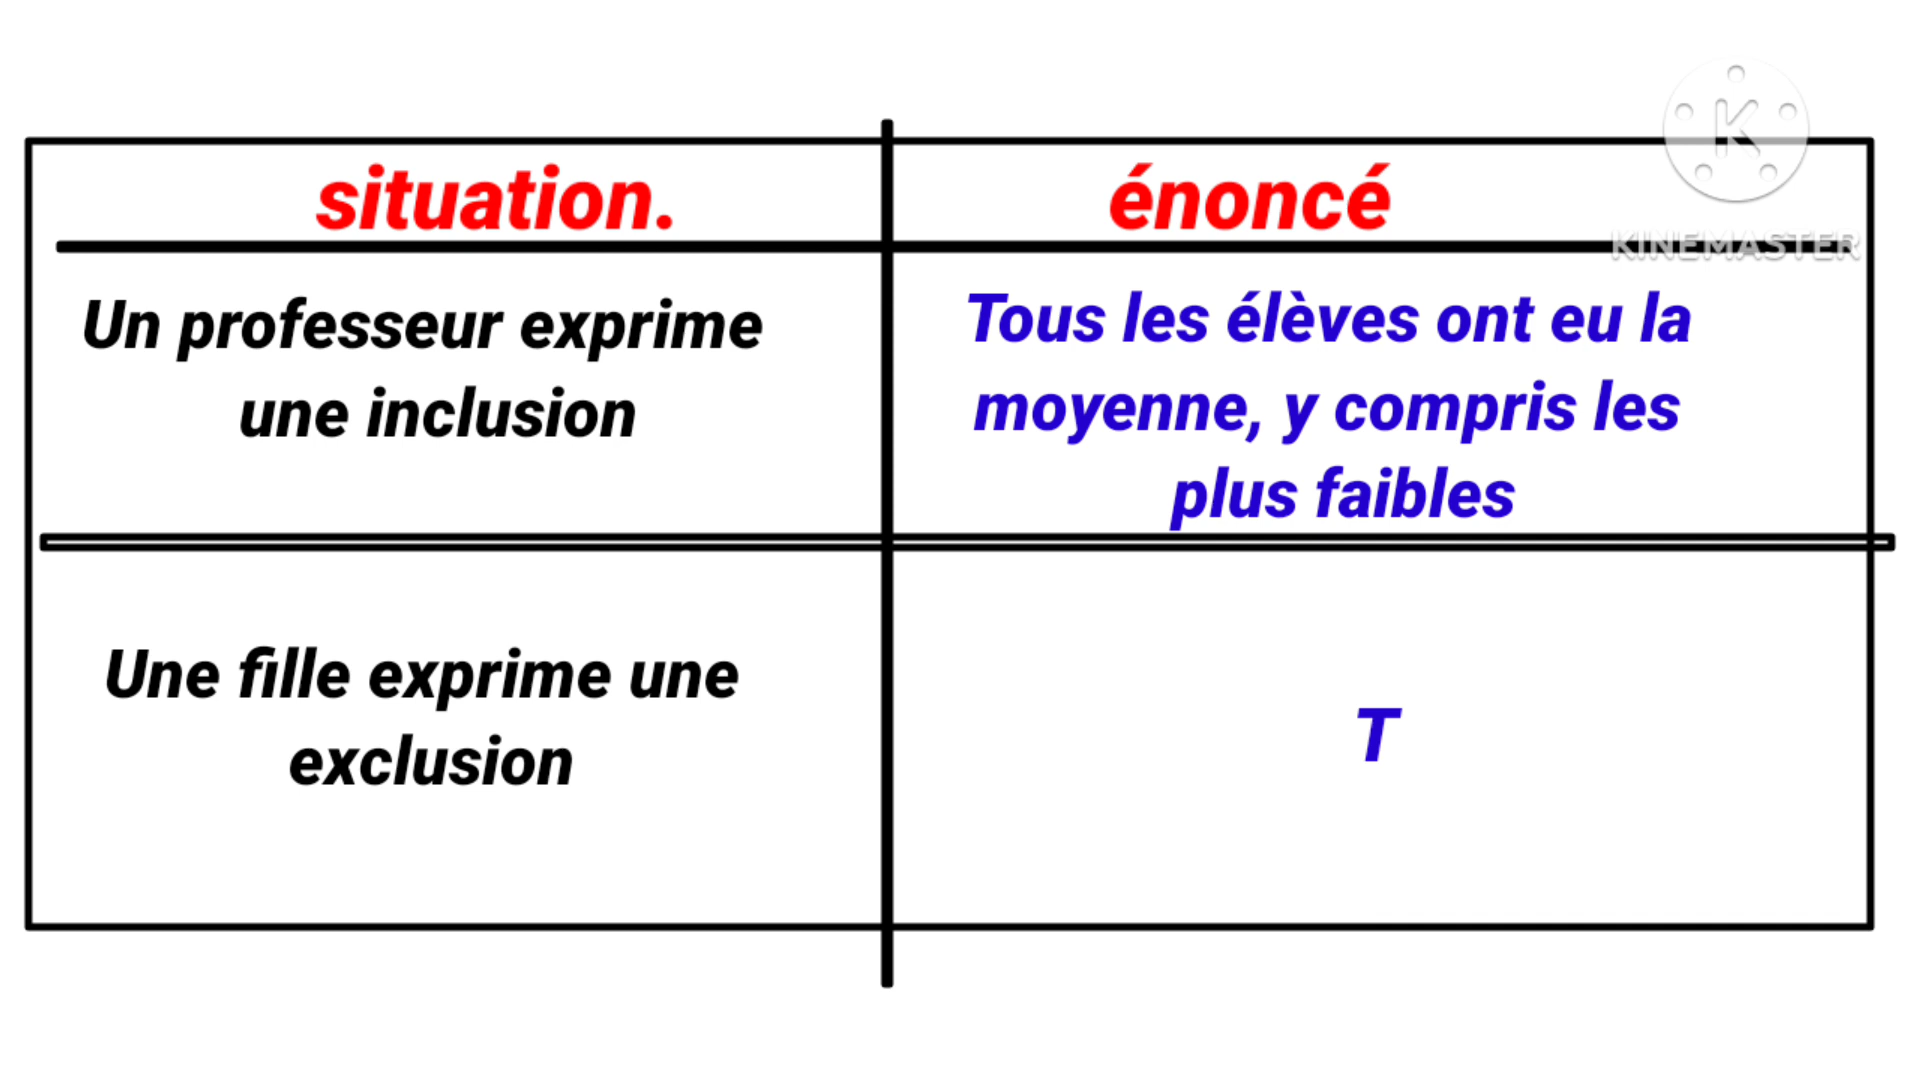 situation.
énoncé
K
KINEMASTER
Un professeur exprime
une inclusion
Tous les élèves ont eu la
moyenne, y compris les
plus faibles
Une fille exprime une
exclusion
T